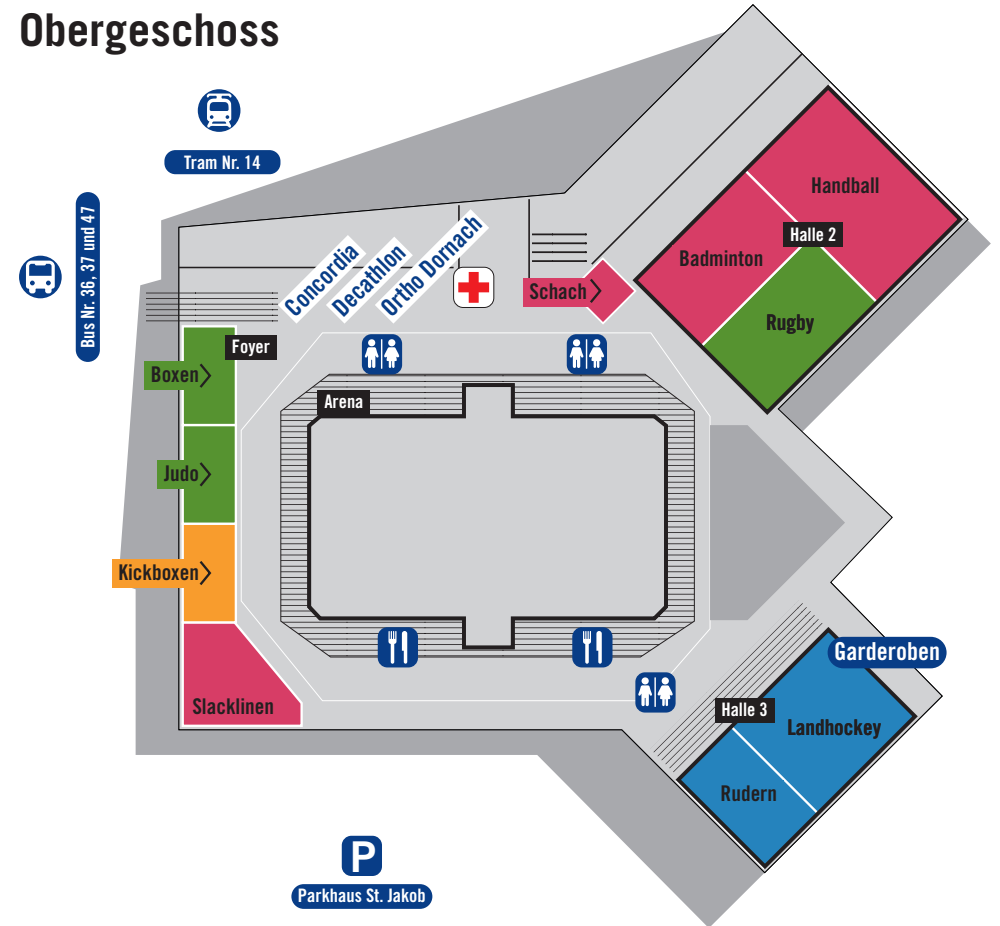 Obergeschoss
Tram Nr. 14
Bus Nr. 36, 37 und 47
Concordia
Decathlon
Ortho Dornach
Handball
Halle 2
Badminton
Schach
Rugby
Foyer
Boxen
Arena
Judo
Kickboxen
Slacklinen
Garderoben
Halle 3
Landhockey
Rudern
P
Parkhaus St. Jakob